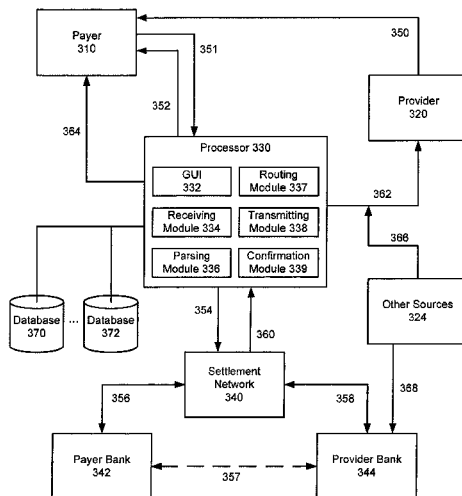 Payer
310
351
350
352
364
Provider
320
Processor 330
GUI
332
Routing
Module 337
Receiving
Module 334
Transmitting
Module 338
Parsing
Module 336
Confirmation
Module 339
362
366
Database
370
...
Database
372
354
360
Other Sources
324
Settlement
Network
340
356
358
368
Payer Bank
342
357
Provider Bank
344